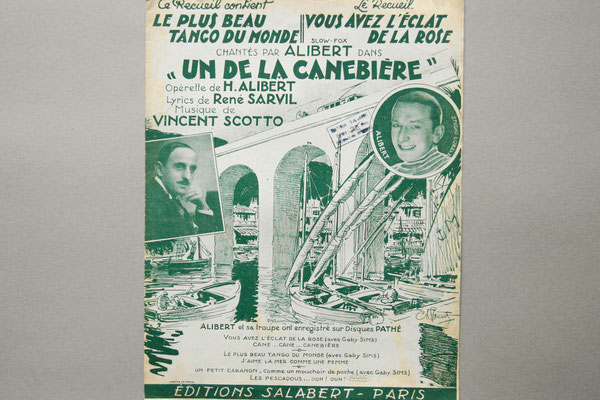 Ce Recueil contient
LE PLUS BEAU
TANGO DU MONDE
Le Recueil
VOUS AVEZ L'ÉCLAT
DE LA ROSE
SLOW-FOX
CHANTÉS PAR ALIBERT DANS
„ UN DE LA CANEBIÈRE "
Opérette de H. ALIBERT
Lyrics de René SARVIL
Musique de
VINCENT SCOTTO
ALIBERT
ALIBERT et sa troupe ont enregistré sur Disques PATHÉ
VOUS AVEZ L'ÉCLAT DE LA ROSE (avec Gaby SIMS)
CANE... CANE... CANEBIÈRE
LE PLUS BEAU TANGO DU MONDE (avec Gaby SIMS)
J'AIME LA MER COMME UNE FEMME
UN PETIT CABANON, comme un mouchoir de poche (avec Gaby SIMS)
LES PESCADOUS... OUH! OUH!
ÉDITIONS SALABERT - PARIS